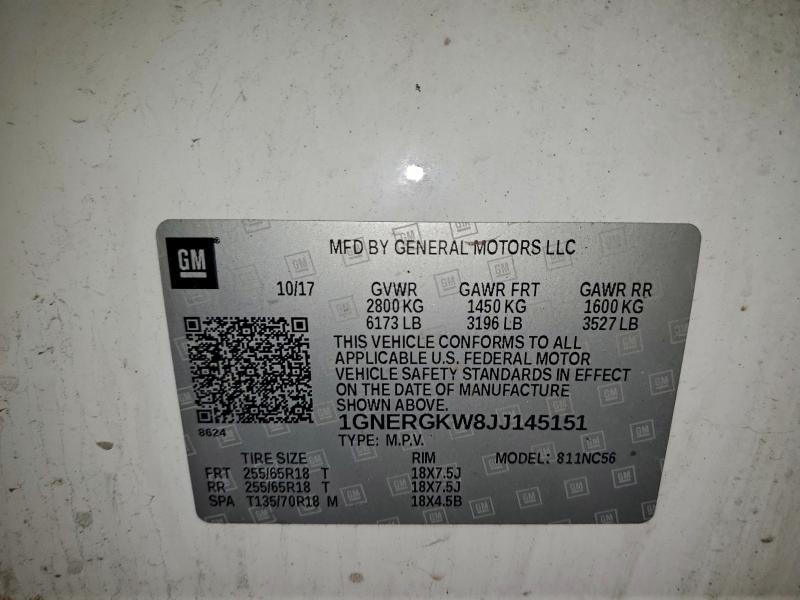 GM
MFD BY GENERAL MOTORS LLC
10/17 GVWR GAWR FRT GAWR RR
2800 KG 1450 KG 1600 KG
6173 LB 3196 LB 3527 LB
THIS VEHICLE CONFORMS TO ALL
APPLICABLE U.S. FEDERAL MOTOR
VEHICLE SAFETY STANDARDS IN EFFECT
ON THE DATE OF MANUFACTURE
SHOWN ABOVE.
1GNERGKW8JJ145151
8624
TYPE: M.P.V.
TIRE SIZE RIM MODEL: 811NC56
FRT 255/65R18 T 18X7.5J
RR 255/65R18 T 18X7.5J
SPA T135/70R18 M 18X4.5B